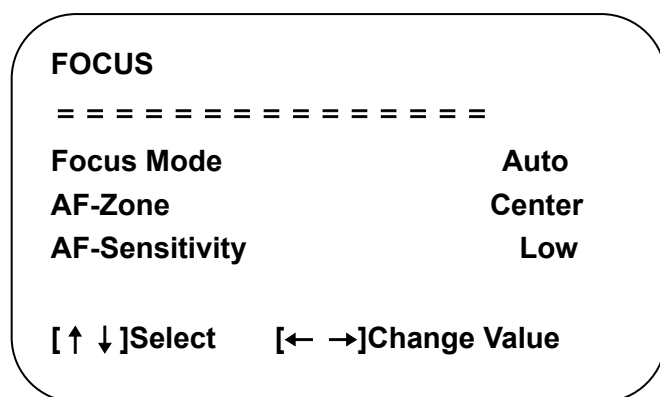 FOCUS
= = = = = = = = = = = = = = =
Focus Mode Auto
AF-Zone Center
AF-Sensitivity Low
[↑ ↓]Select [← →]Change Value